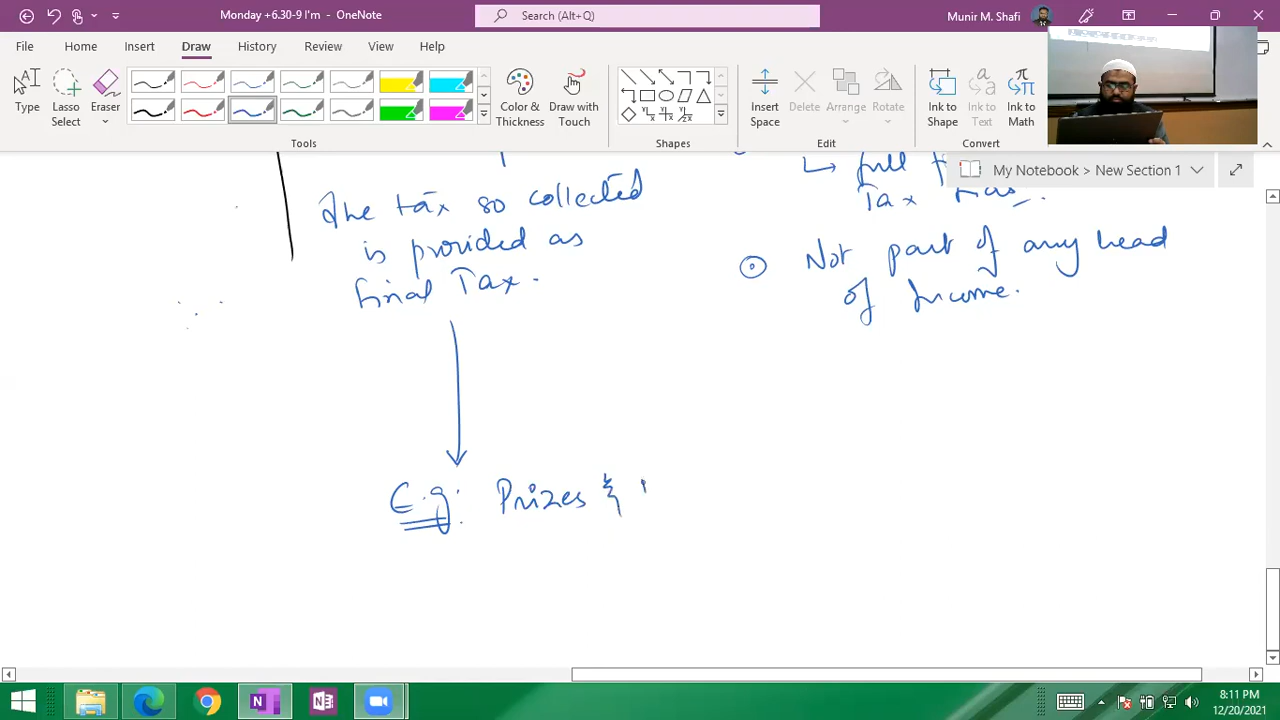 Monday +6.30-9 I'm - OneNote
Search (Alt+Q)
Munir M. Shafi
File Home Insert Draw History Review View Help
Type
Lasso Select
Eraser
Color & Thickness
Draw with Touch
Insert Space
Delete
Arrange
Rotate
Ink to Shape
Ink to Text
Ink to Math
Tools
Shapes
Edit
Convert
My Notebook > New Section 1
The tax so collected
is provided as
Final Tax.
full
Tax
Not part of any head
of Income.
E.g: Prizes &
8:11 PM
12/20/2021